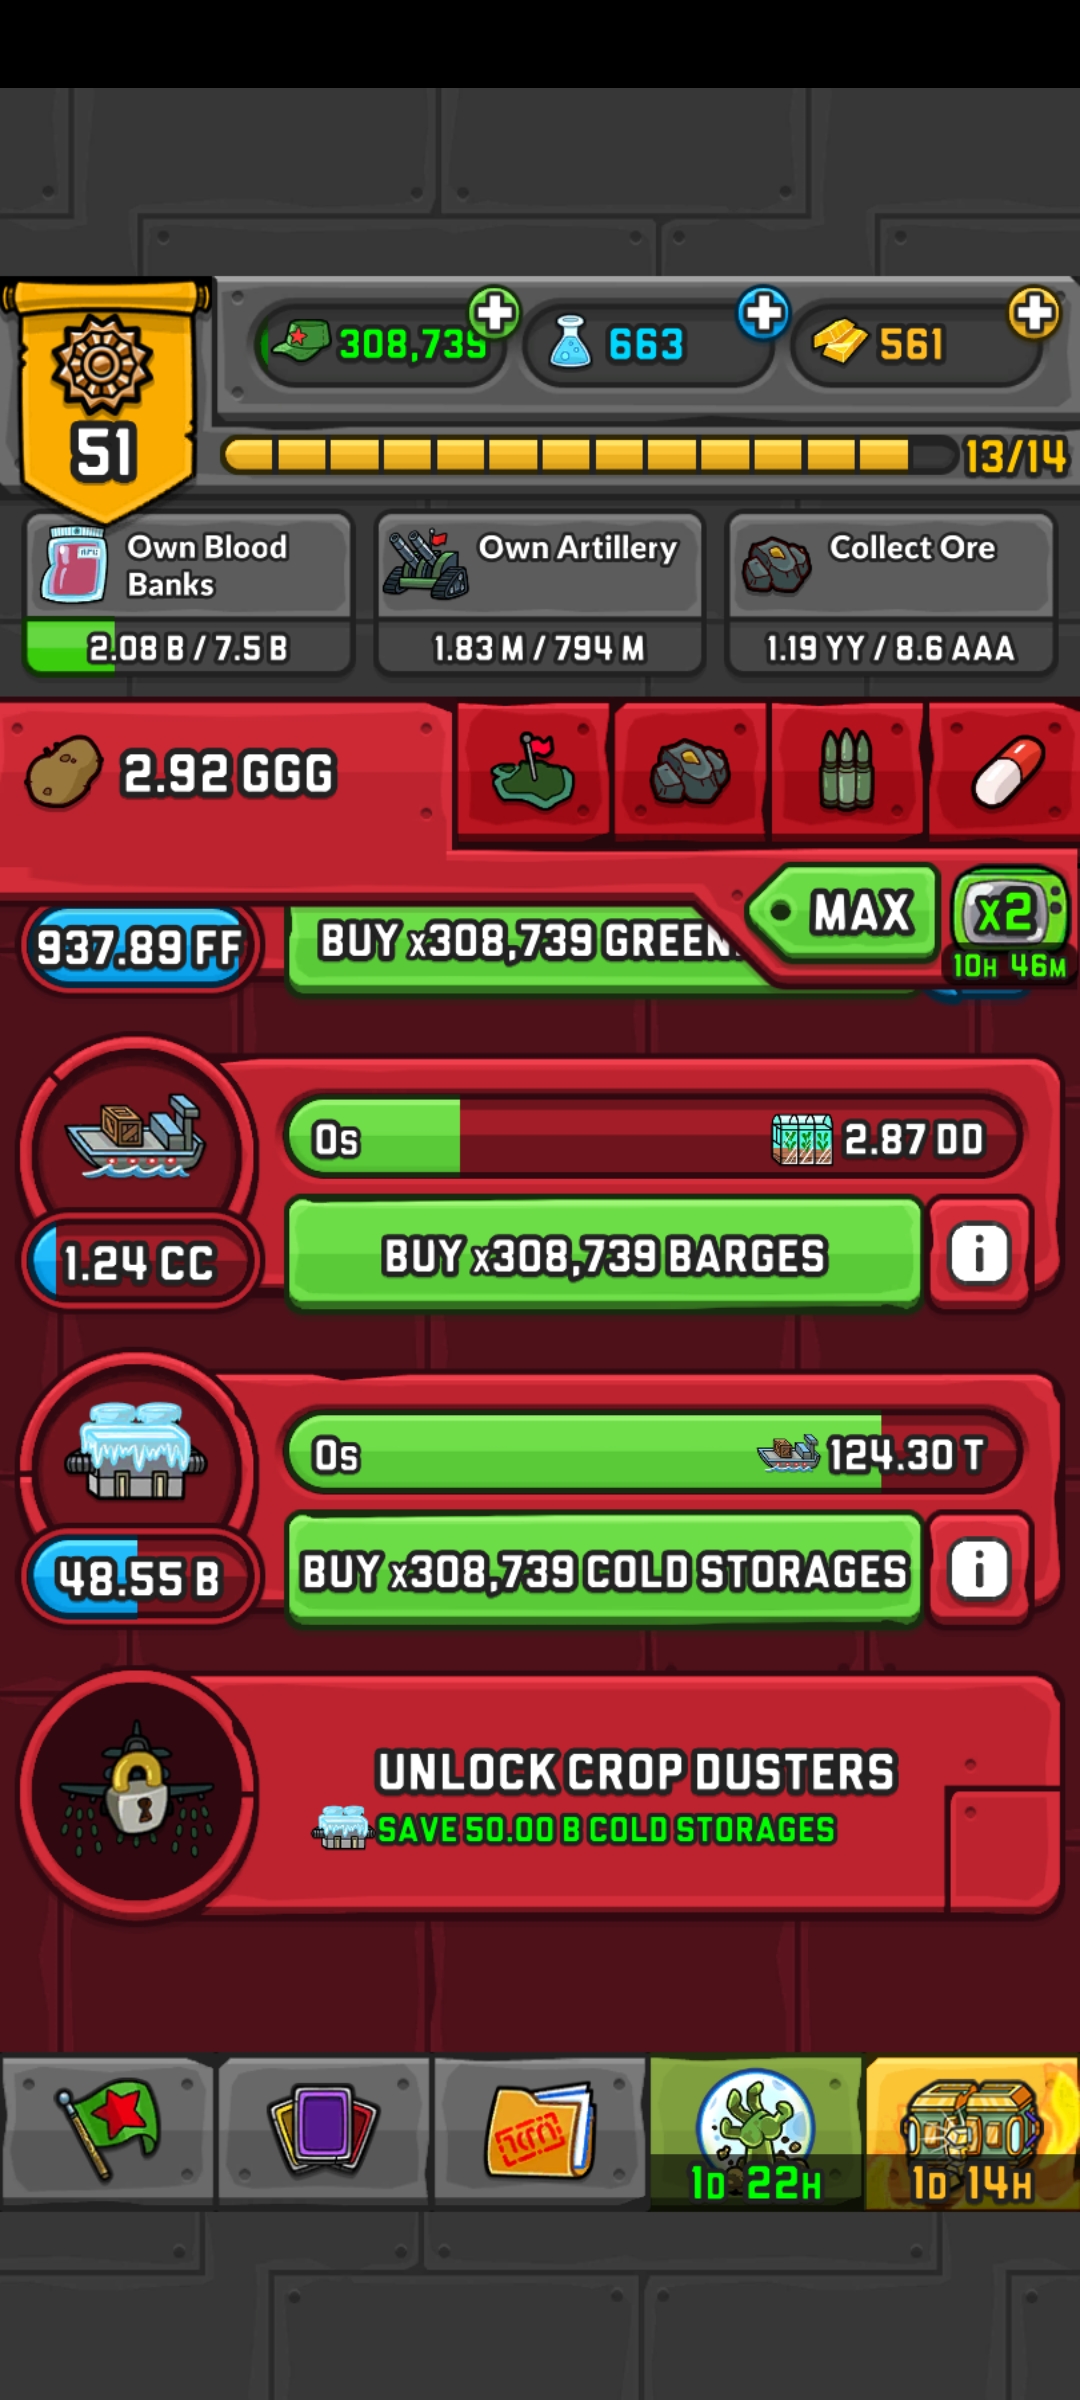 308,739
663
561
51
13/14
Own Blood
Banks
Own Artillery
Collect Ore
2.08 B / 7.5 B
1.83 M / 794 M
1.19 YY / 8.6 AAA
2.92 GGG
MAX
x2
10H 46M
937.89 FF
BUY x308,739 GREEN
0s
2.87 DD
1.24 CC
BUY x308,739 BARGES
i
0s
124.30 T
48.55 B
BUY x308,739 COLD STORAGES
i
UNLOCK CROP DUSTERS
SAVE 50.00 B COLD STORAGES
1D 22H
1D 14H